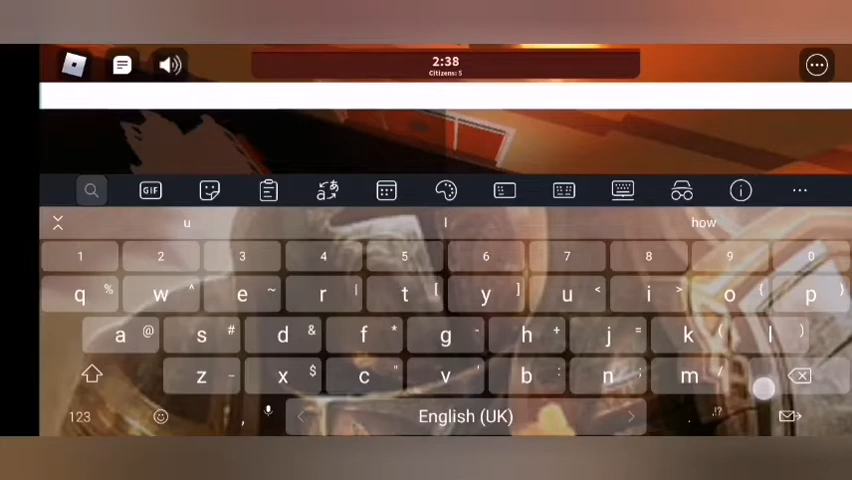 2:38
Citizens: 5
GIF
u I how
1 2 3 4 5 6 7 8 9 0
q % w ^ e ~ r | t [ y ] u < i > o { p }
a @ s # d & f * g - h + j = k ( l )
z _ x $ c " v ' b : n ; m /
123 , < English (UK) > . ,!?